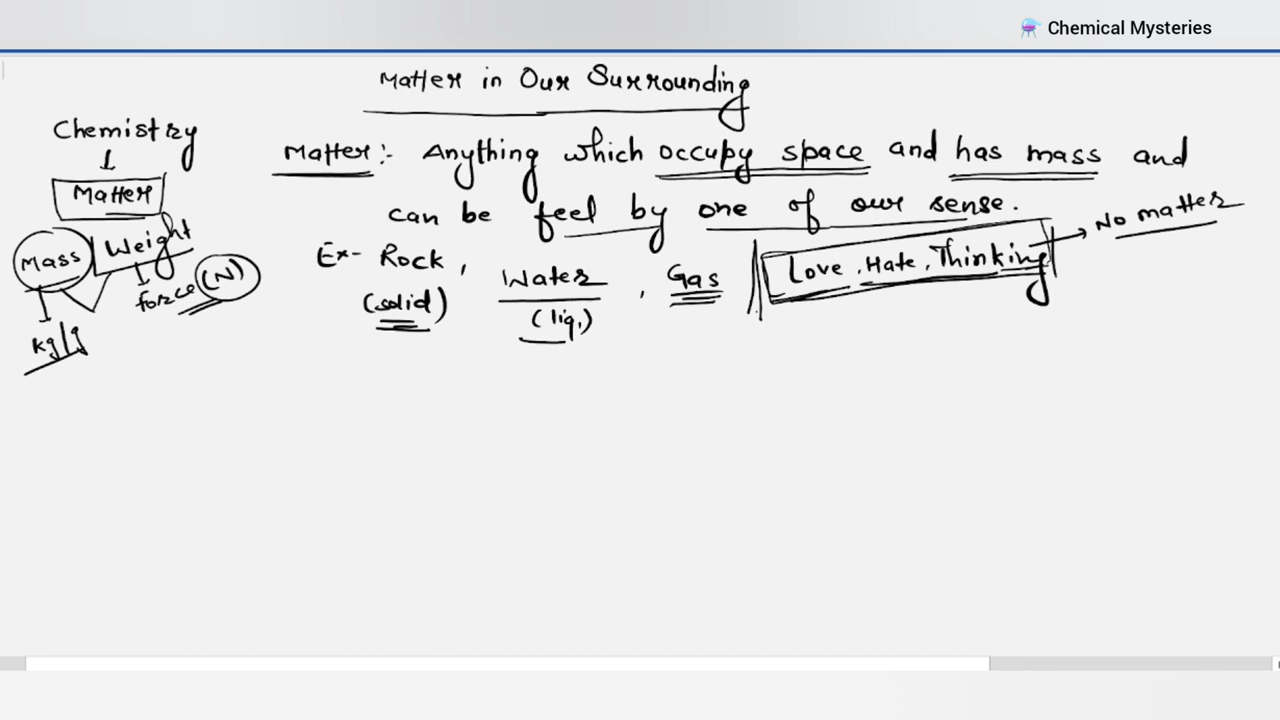 Chemical Mysteries
Matter in Our Surrounding
Chemistry
Matter
Mass Weight
force (N)
kg/g
Matter :- Anything which occupy space and has mass and
can be feel by one of our sense.
Ex- Rock, Water, Gas Love, Hate, Thinking → No matter
(solid) (liq.)